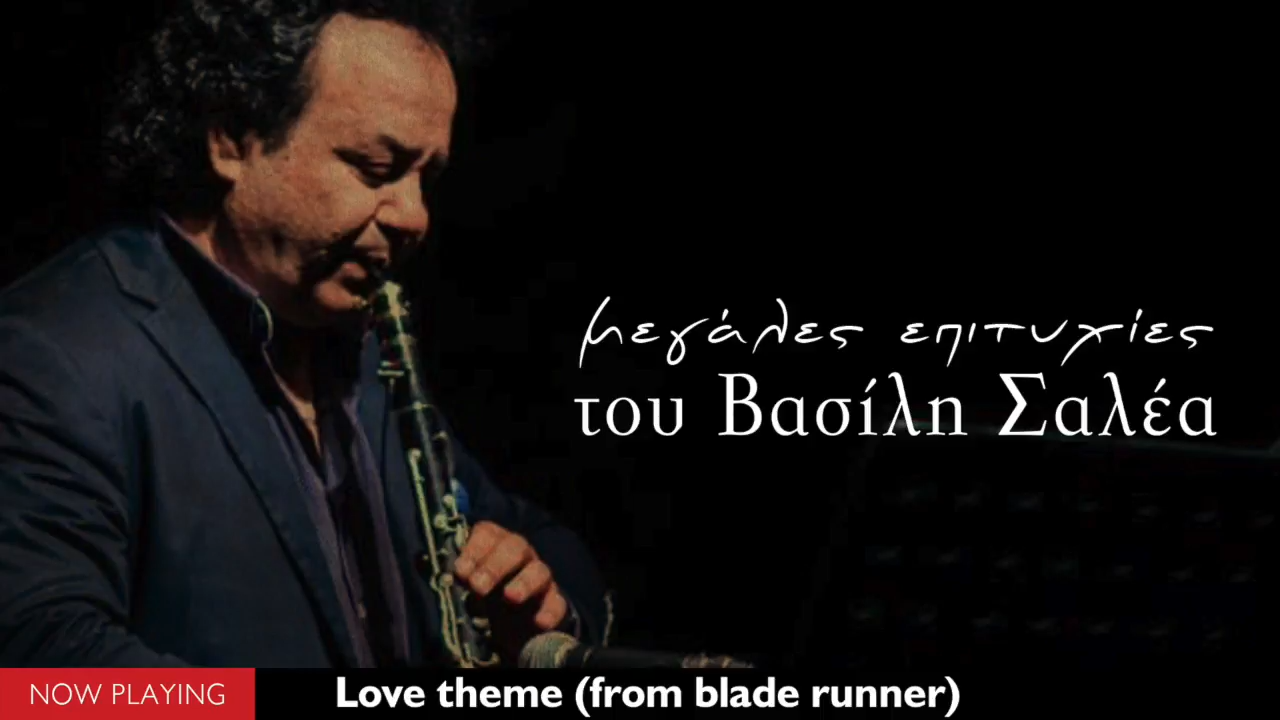 μεγάλες επιτυχίες
του Βασίλη Σαλέα
NOW PLAYING
Love theme (from blade runner)